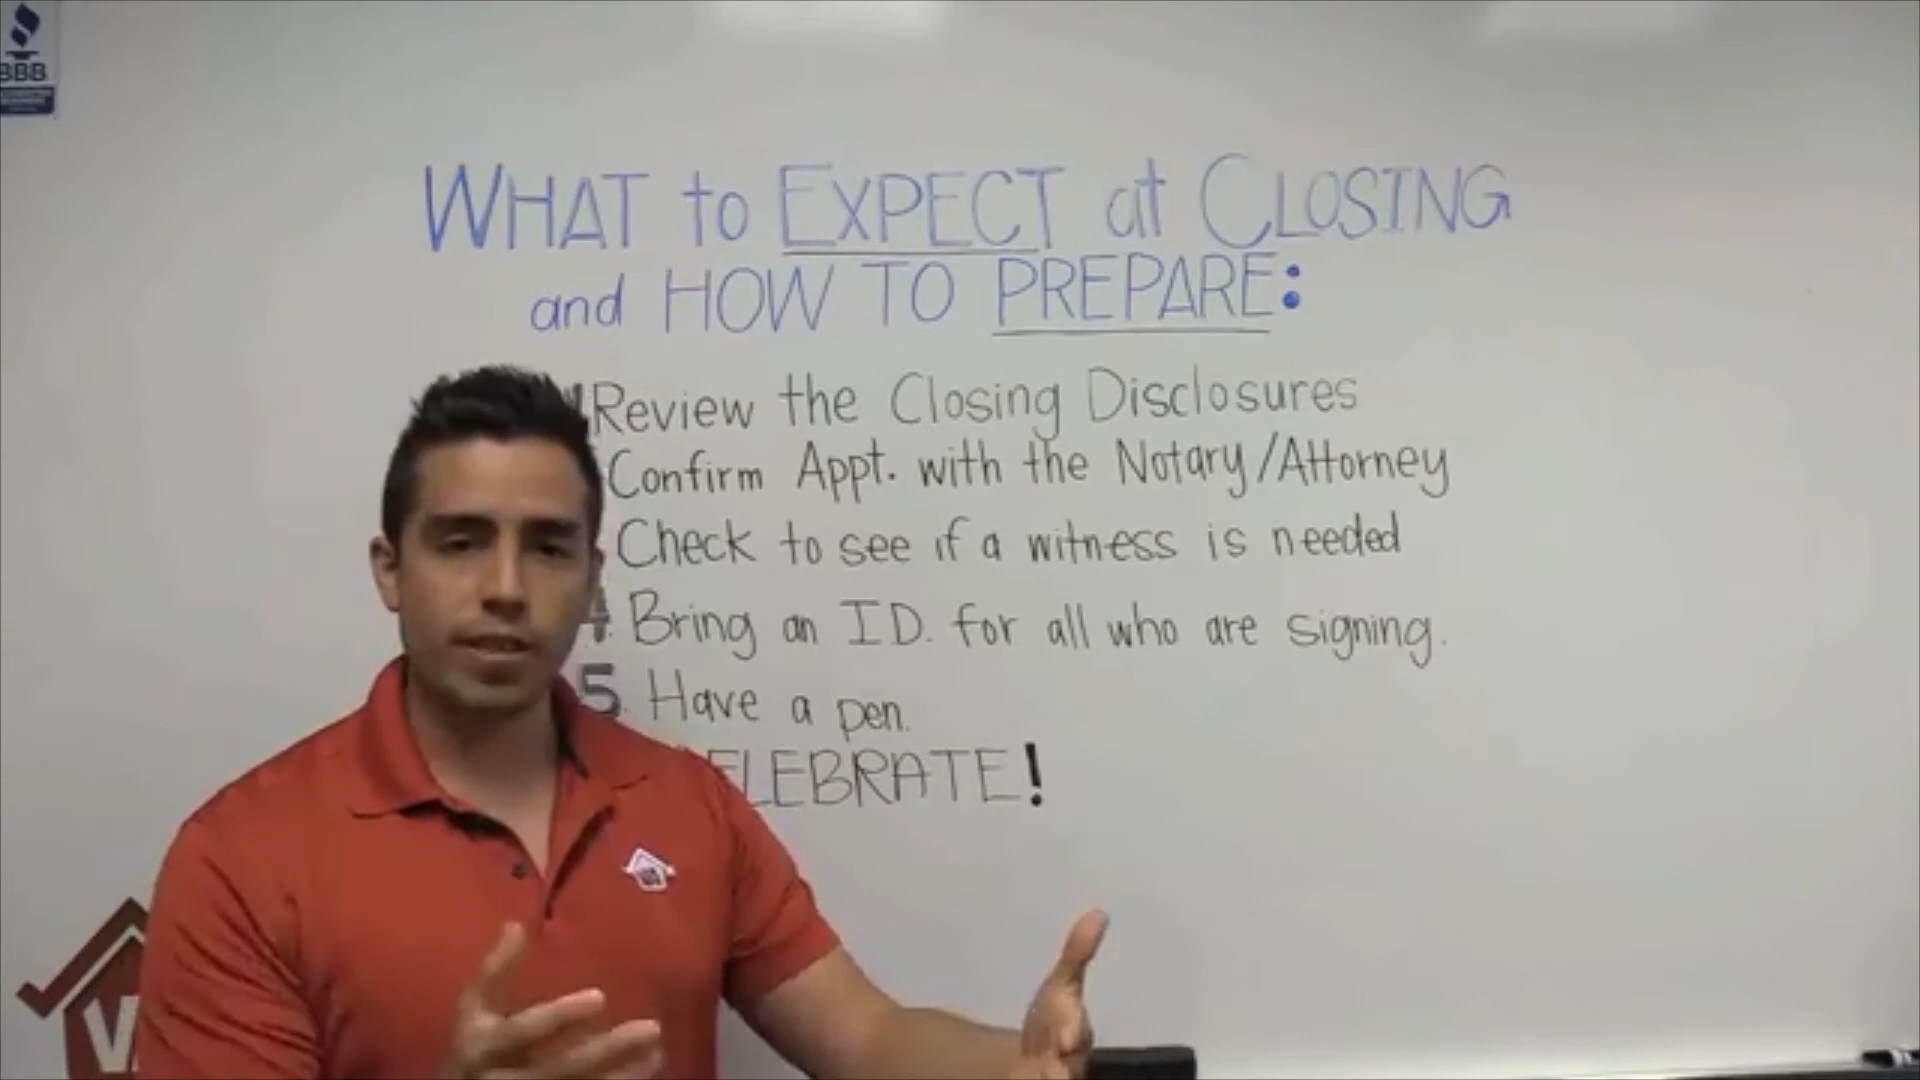 BBB
WHAT to EXPECT at CLOSING
and HOW TO PREPARE:
1. Review the Closing Disclosures
Confirm Appt. with the Notary/Attorney
Check to see if a witness is needed
4. Bring an ID. for all who are signing.
5. Have a pen.
ELEBRATE!
V